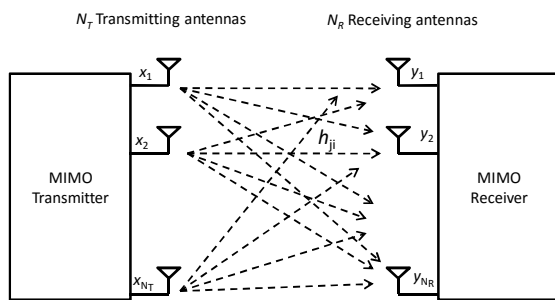 N_T Transmitting antennas
N_R Receiving antennas
x_1
y_1
x_2
h_ji
y_2
MIMO
Transmitter
MIMO
Receiver
x_N_T
y_N_R